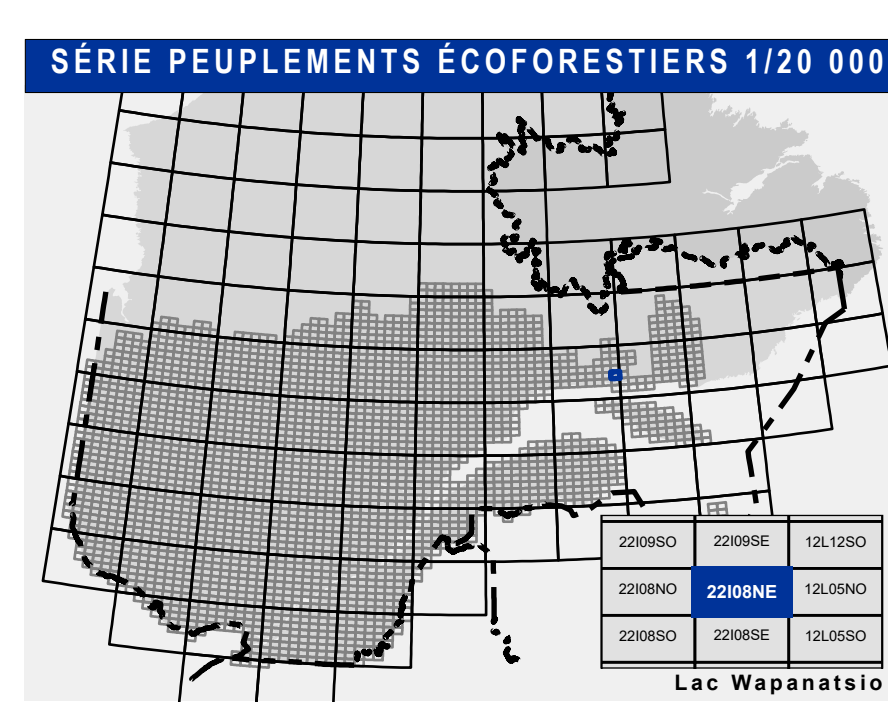 SÉRIE PEUPLEMENTS ÉCOFORESTIERS 1/20 000
22I09SO 22I09SE 12L12SO
22I08NO 22I08NE 12L05NO
22I08SO 22I08SE 12L05SO
Lac Wapanatsio